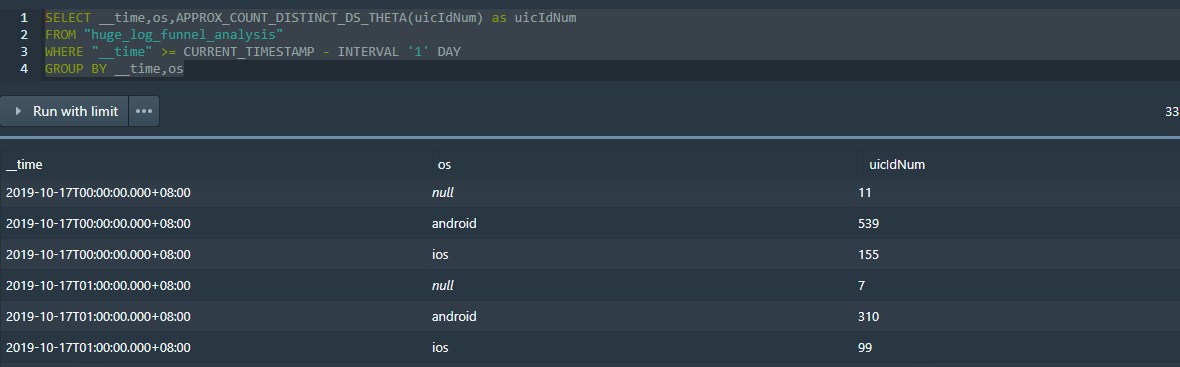 1 SELECT __time,os,APPROX_COUNT_DISTINCT_DS_THETA(uicIdNum) as uicIdNum
2 FROM "huge_log_funnel_analysis"
3 WHERE "__time" >= CURRENT_TIMESTAMP - INTERVAL '1' DAY
4 GROUP BY __time,os
Run with limit ••• 33
__time os uicIdNum
2019-10-17T00:00:00.000+08:00 null 11
2019-10-17T00:00:00.000+08:00 android 539
2019-10-17T00:00:00.000+08:00 ios 155
2019-10-17T01:00:00.000+08:00 null 7
2019-10-17T01:00:00.000+08:00 android 310
2019-10-17T01:00:00.000+08:00 ios 99